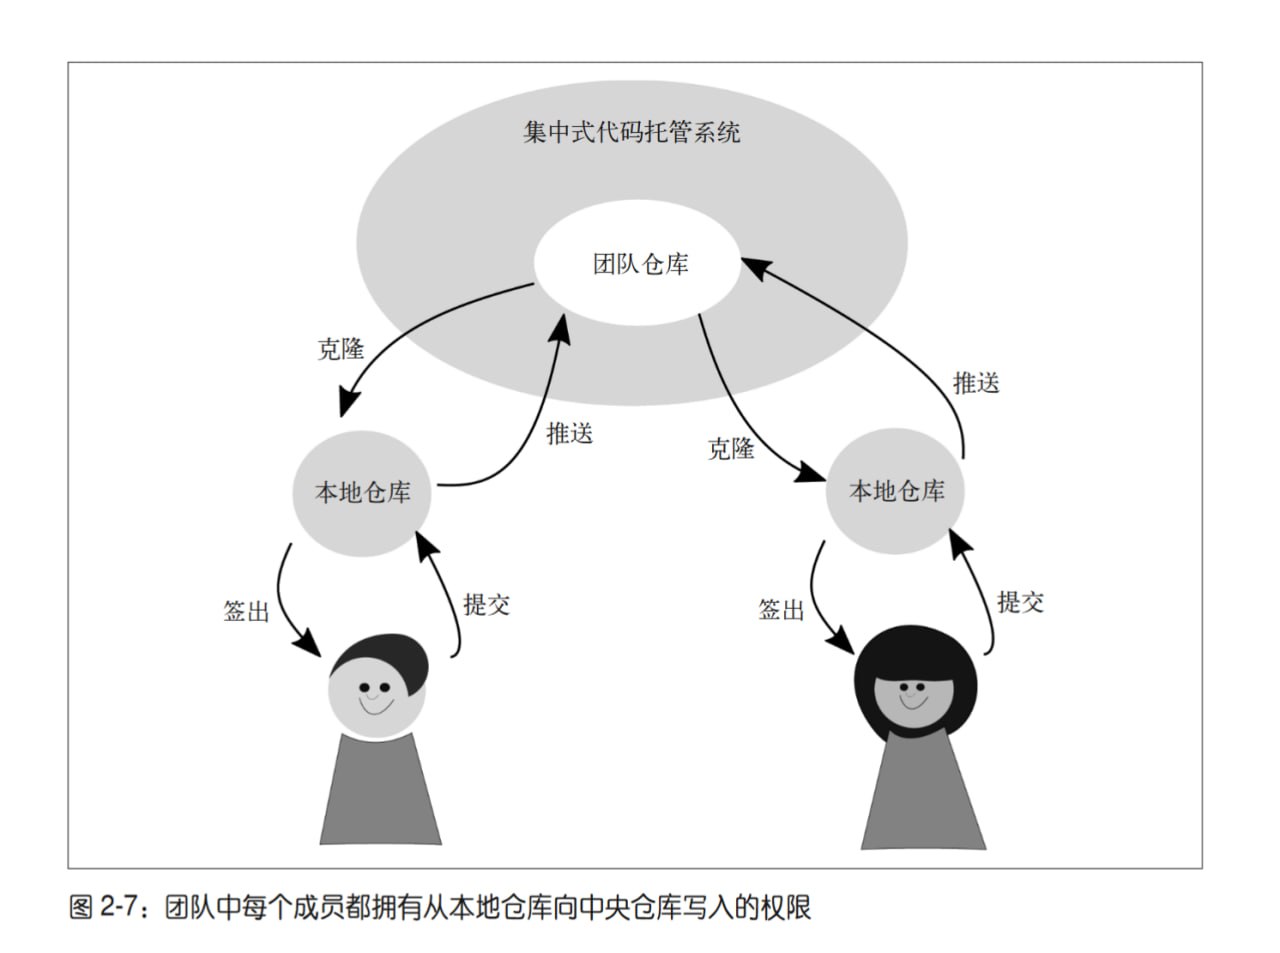 集中式代码托管系统
团队仓库
克隆
推送
克隆
推送
本地仓库
本地仓库
签出
提交
签出
提交
图 2-7：团队中每个成员都拥有从本地仓库向中央仓库写入的权限